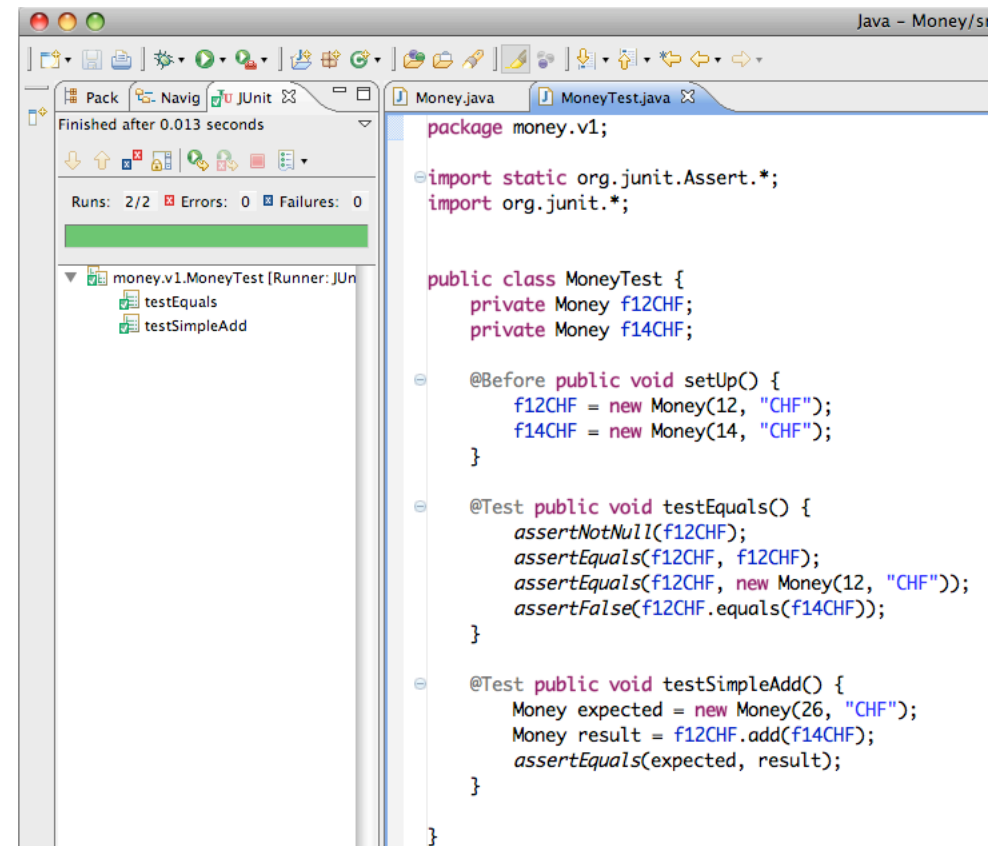 Java – Money/sr
Pack Navig JUnit
Finished after 0.013 seconds
Runs: 2/2 Errors: 0 Failures: 0
money.v1.MoneyTest [Runner: JUn
testEquals
testSimpleAdd
Money.java MoneyTest.java
package money.v1;
import static org.junit.Assert.*;
import org.junit.*;
public class MoneyTest {
private Money f12CHF;
private Money f14CHF;
@Before public void setUp() {
f12CHF = new Money(12, "CHF");
f14CHF = new Money(14, "CHF");
}
@Test public void testEquals() {
assertNotNull(f12CHF);
assertEquals(f12CHF, f12CHF);
assertEquals(f12CHF, new Money(12, "CHF"));
assertFalse(f12CHF.equals(f14CHF));
}
@Test public void testSimpleAdd() {
Money expected = new Money(26, "CHF");
Money result = f12CHF.add(f14CHF);
assertEquals(expected, result);
}
}